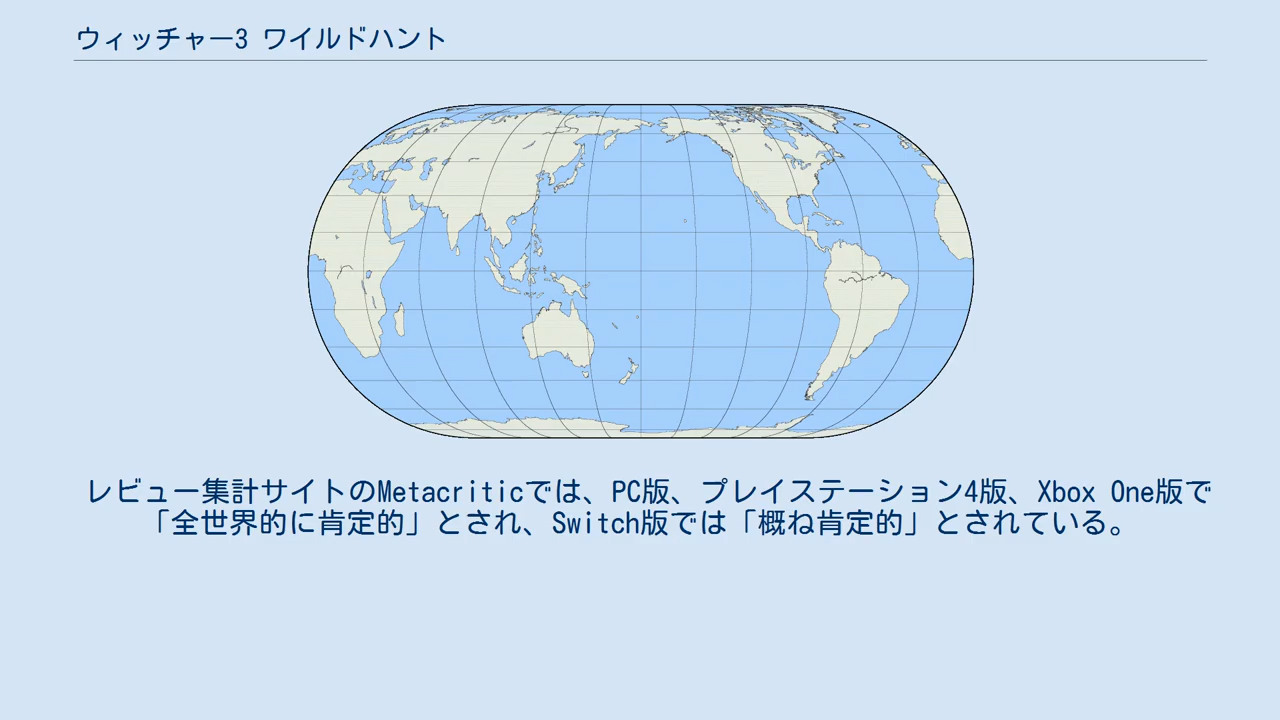 ウィッチャー3 ワイルドハント
レビュー集計サイトのMetacriticでは、PC版、プレイステーション4版、Xbox One版で
「全世界的に肯定的」とされ、Switch版では「概ね肯定的」とされている。